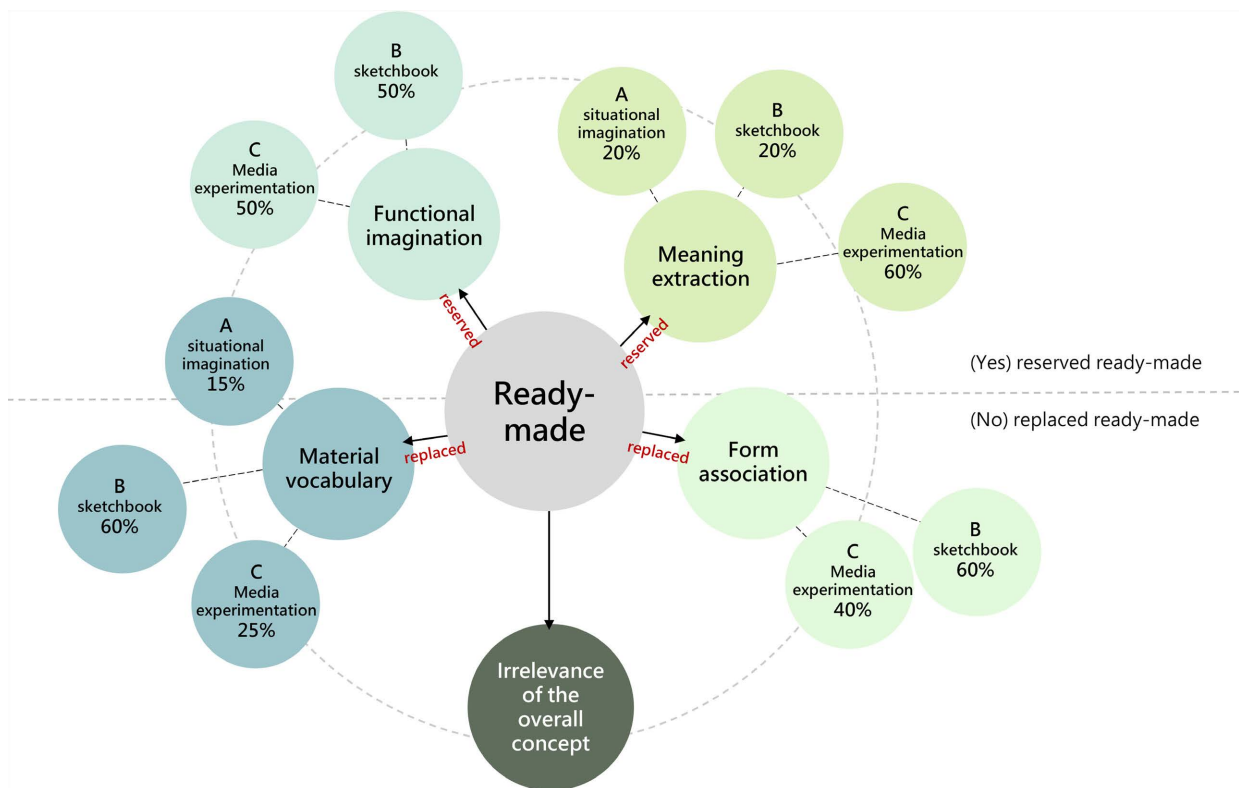 B
sketchbook
50%
C
Media
experimentation
50%
Functional
imagination
reserved
A
situational
imagination
20%
B
sketchbook
20%
C
Media
experimentation
60%
Meaning
extraction
reserved
(Yes) reserved ready-made
(No) replaced ready-made
Ready-
made
A
situational
imagination
15%
B
sketchbook
60%
C
Media
experimentation
25%
Material
vocabulary
replaced
Form
association
replaced
C
Media
experimentation
40%
B
sketchbook
60%
Irrelevance
of the
overall
concept